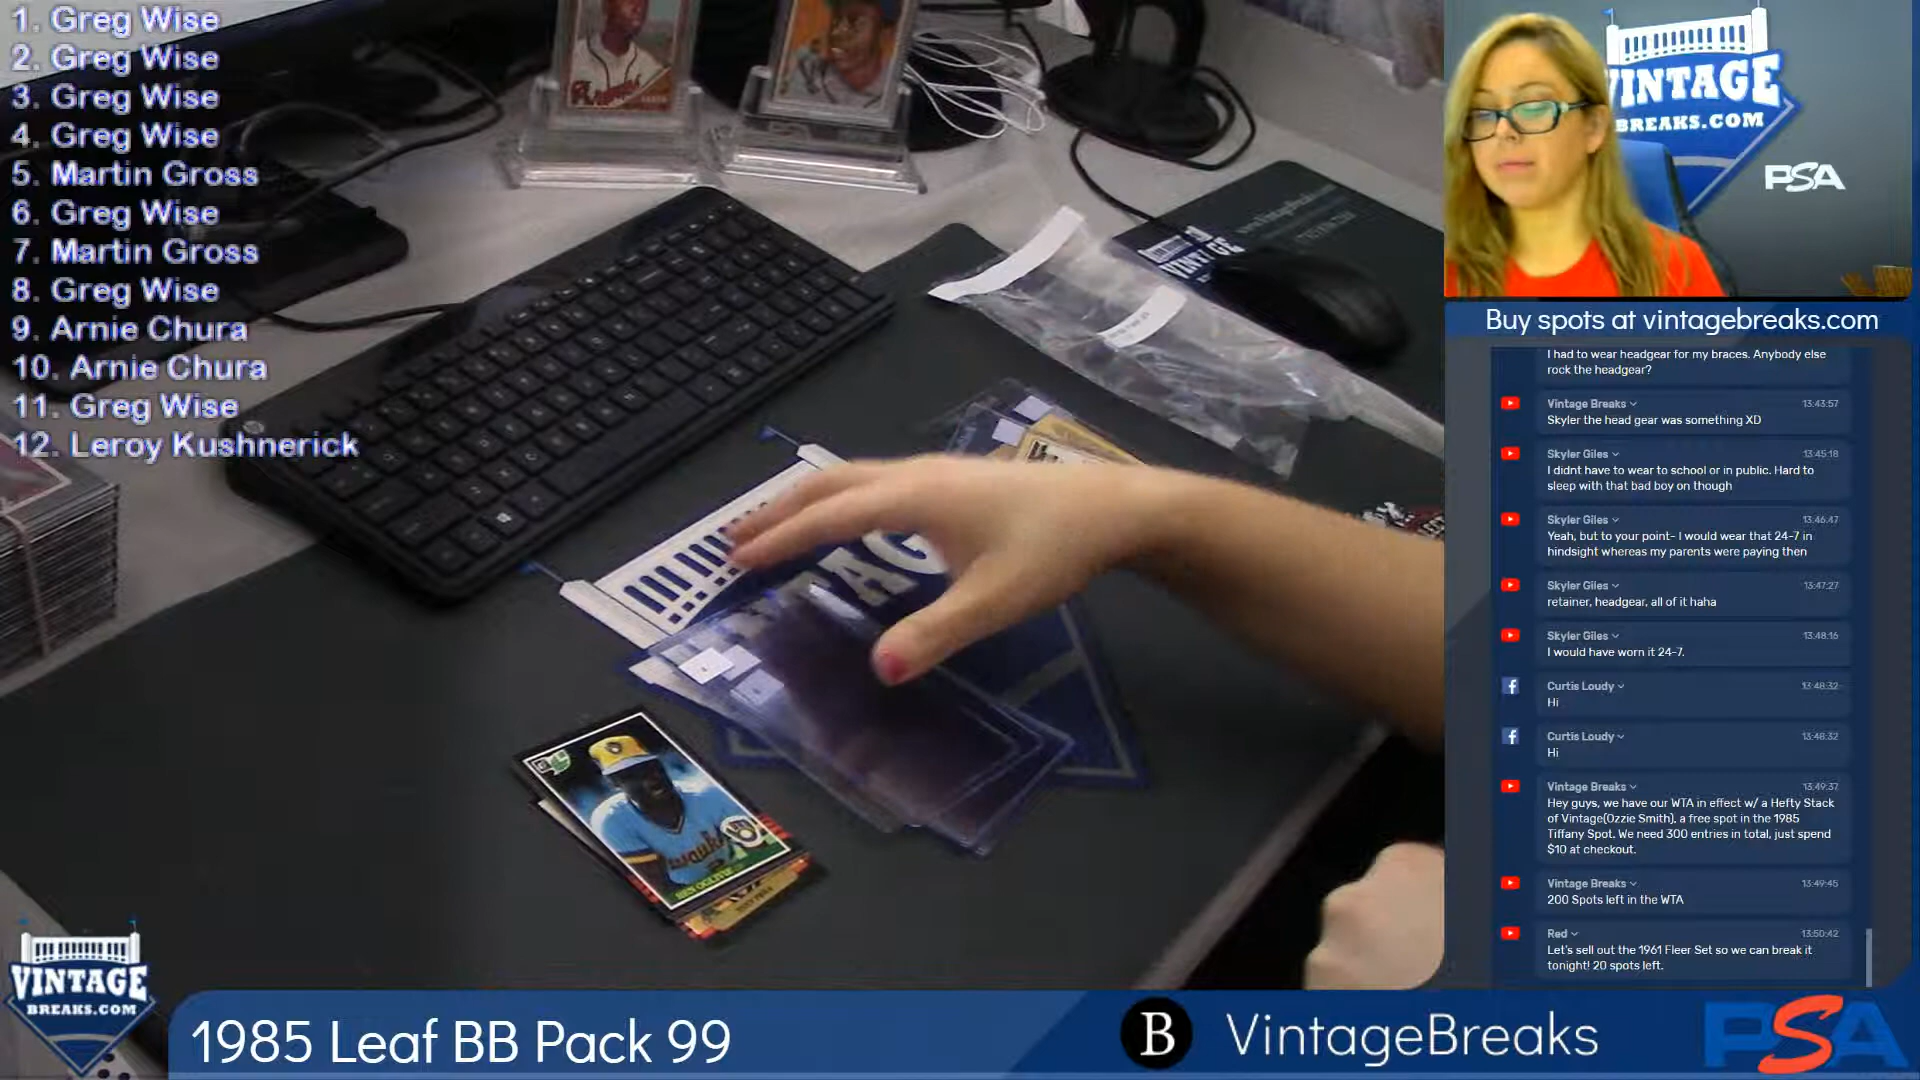 1. Greg Wise
2. Greg Wise
3. Greg Wise
4. Greg Wise
5. Martin Gross
6. Greg Wise
7. Martin Gross
8. Greg Wise
9. Arnie Chura
10. Arnie Chura
11. Greg Wise
12. Leroy Kushnerick
Braves
VINTAGE
VINTAGE
BREAKS.COM
PSA
Buy spots at vintagebreaks.com
I had to wear headgear for my braces. Anybody else
rock the headgear?
Vintage Breaks 13:43:57
Skyler the head gear was something XD
Skyler Giles 13:45:18
I didnt have to wear to school or in public. Hard to
sleep with that bad boy on though
Skyler Giles 13:46:47
Yeah, but to your point- I would wear that 24-7 in
hindsight whereas my parents were paying then
Skyler Giles 13:47:27
retainer, headgear, all of it haha
Skyler Giles 13:48:16
I would have worn it 24-7.
Curtis Loudy 13:48:32
Hi
Curtis Loudy 13:48:32
Hi
Vintage Breaks 13:49:37
Hey guys, we have our WTA in effect w/ a Hefty Stack
of Vintage(Ozzie Smith), a free spot in the 1985
Tiffany Spot. We need 300 entries in total, just spend
$10 at checkout.
Vintage Breaks 13:49:45
200 Spots left in the WTA
Red 13:50:42
Let's sell out the 1961 Fleer Set so we can break it
tonight! 20 spots left.
TAG
BEN OGLIVIE
VINTAGE
BREAKS.COM
1985 Leaf BB Pack 99
B VintageBreaks
PSA